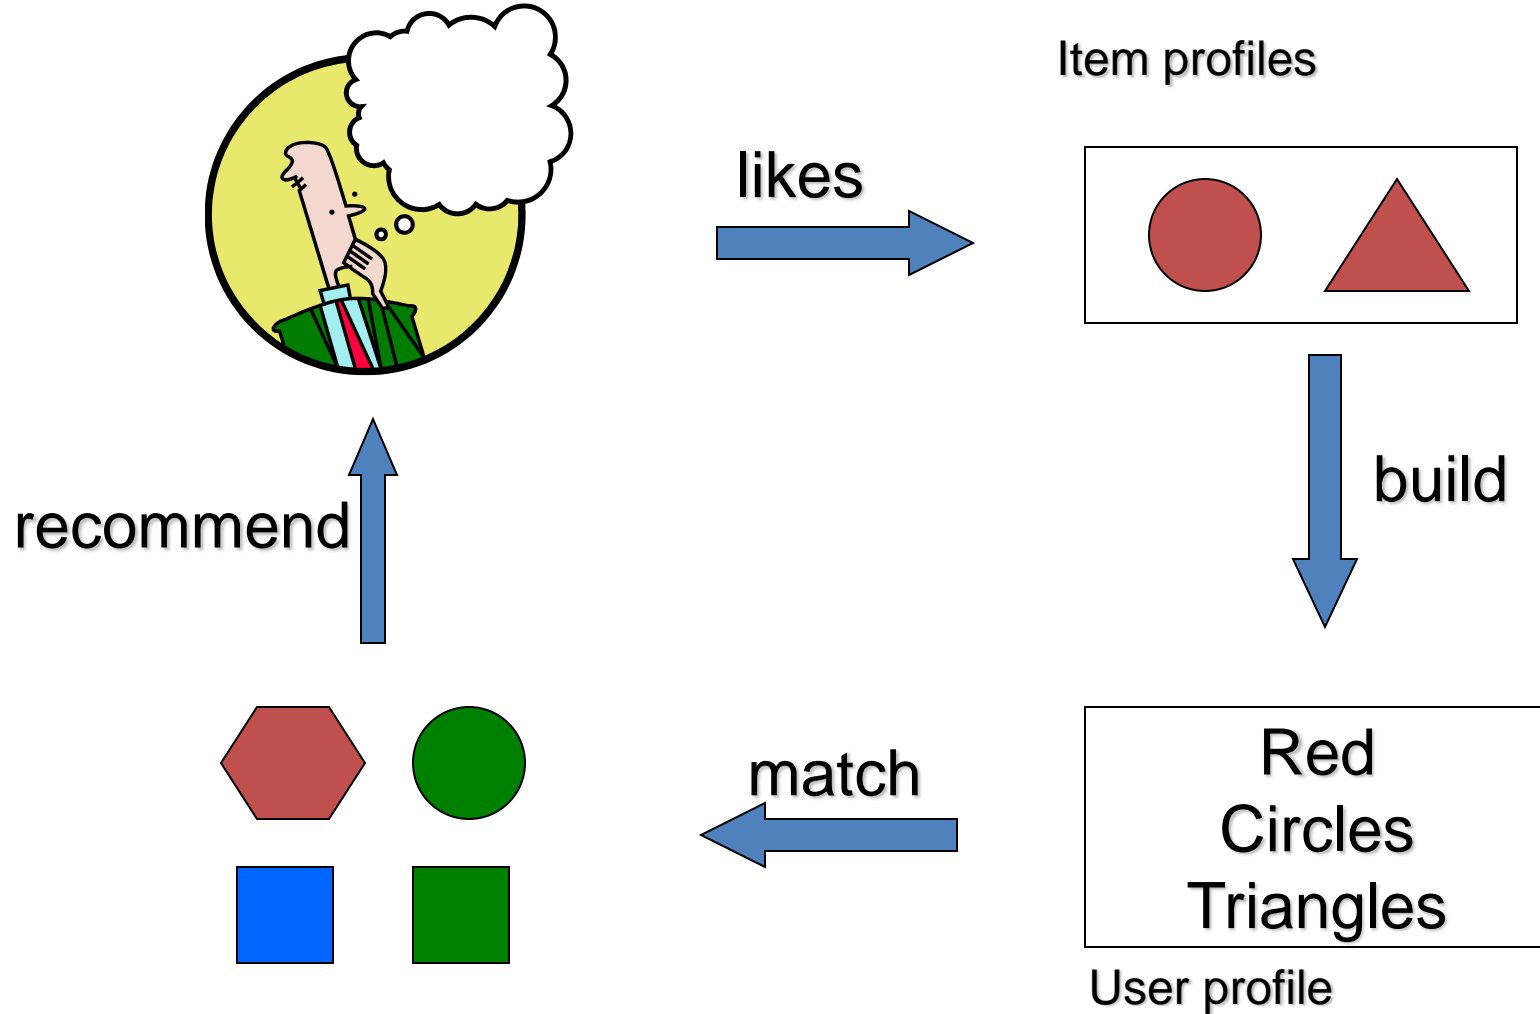 Item profiles
likes
build
recommend
match
Red
Circles
Triangles
User profile